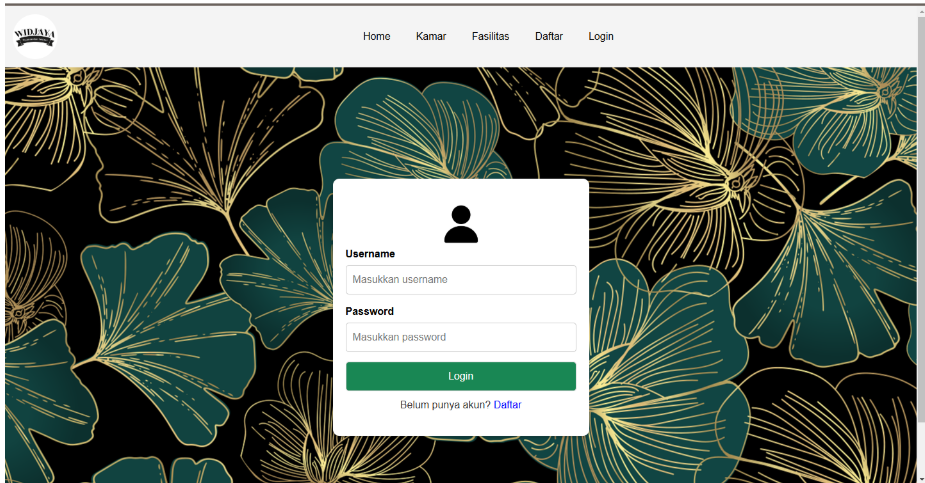 WIDJAYA
Home Kamar Fasilitas Daftar Login
Username
Masukkan username
Password
Masukkan password
Login
Belum punya akun? Daftar